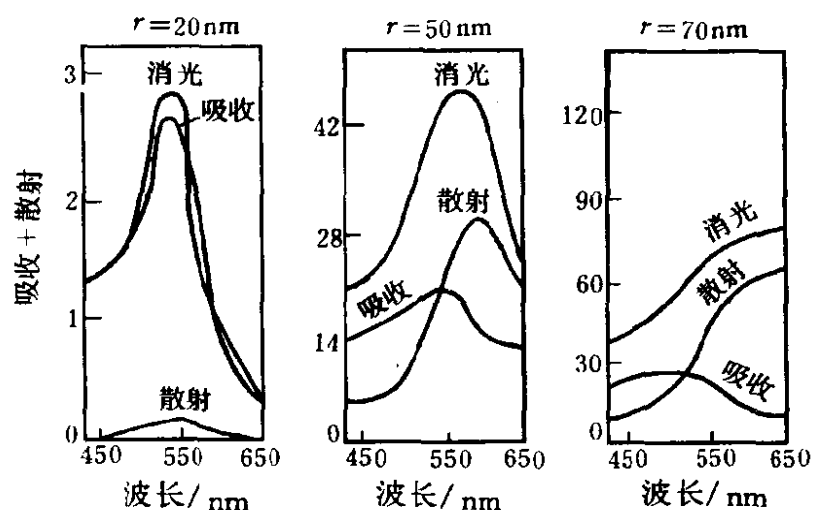 r=20nm
3
消光
吸收
2
1
散射
0
450 550 650
波长/nm
吸收+散射
r=50nm
消光
42
散射
28
吸收
14
0
450 550 650
波长/nm
r=70nm
120
90
消光
60
散射
30
吸收
0
450 550 650
波长/nm